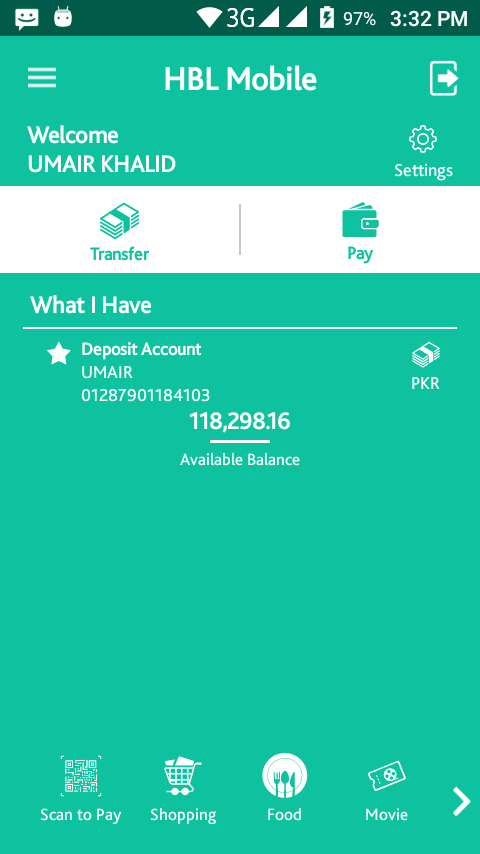 3G 97% 3:32 PM
HBL Mobile
Welcome
UMAIR KHALID
Settings
Transfer
Pay
What I Have
Deposit Account
UMAIR
01287901184103
PKR
118,298.16
Available Balance
Scan to Pay
Shopping
Food
Movie